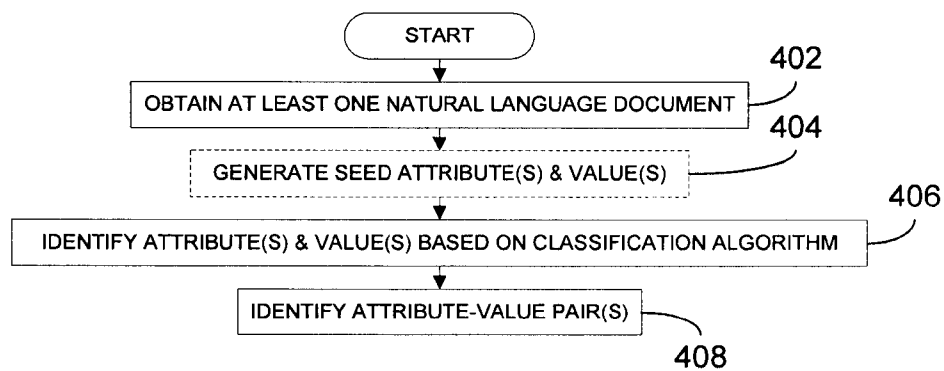 START
402
OBTAIN AT LEAST ONE NATURAL LANGUAGE DOCUMENT
404
GENERATE SEED ATTRIBUTE(S) & VALUE(S)
406
IDENTIFY ATTRIBUTE(S) & VALUE(S) BASED ON CLASSIFICATION ALGORITHM
IDENTIFY ATTRIBUTE-VALUE PAIR(S)
408